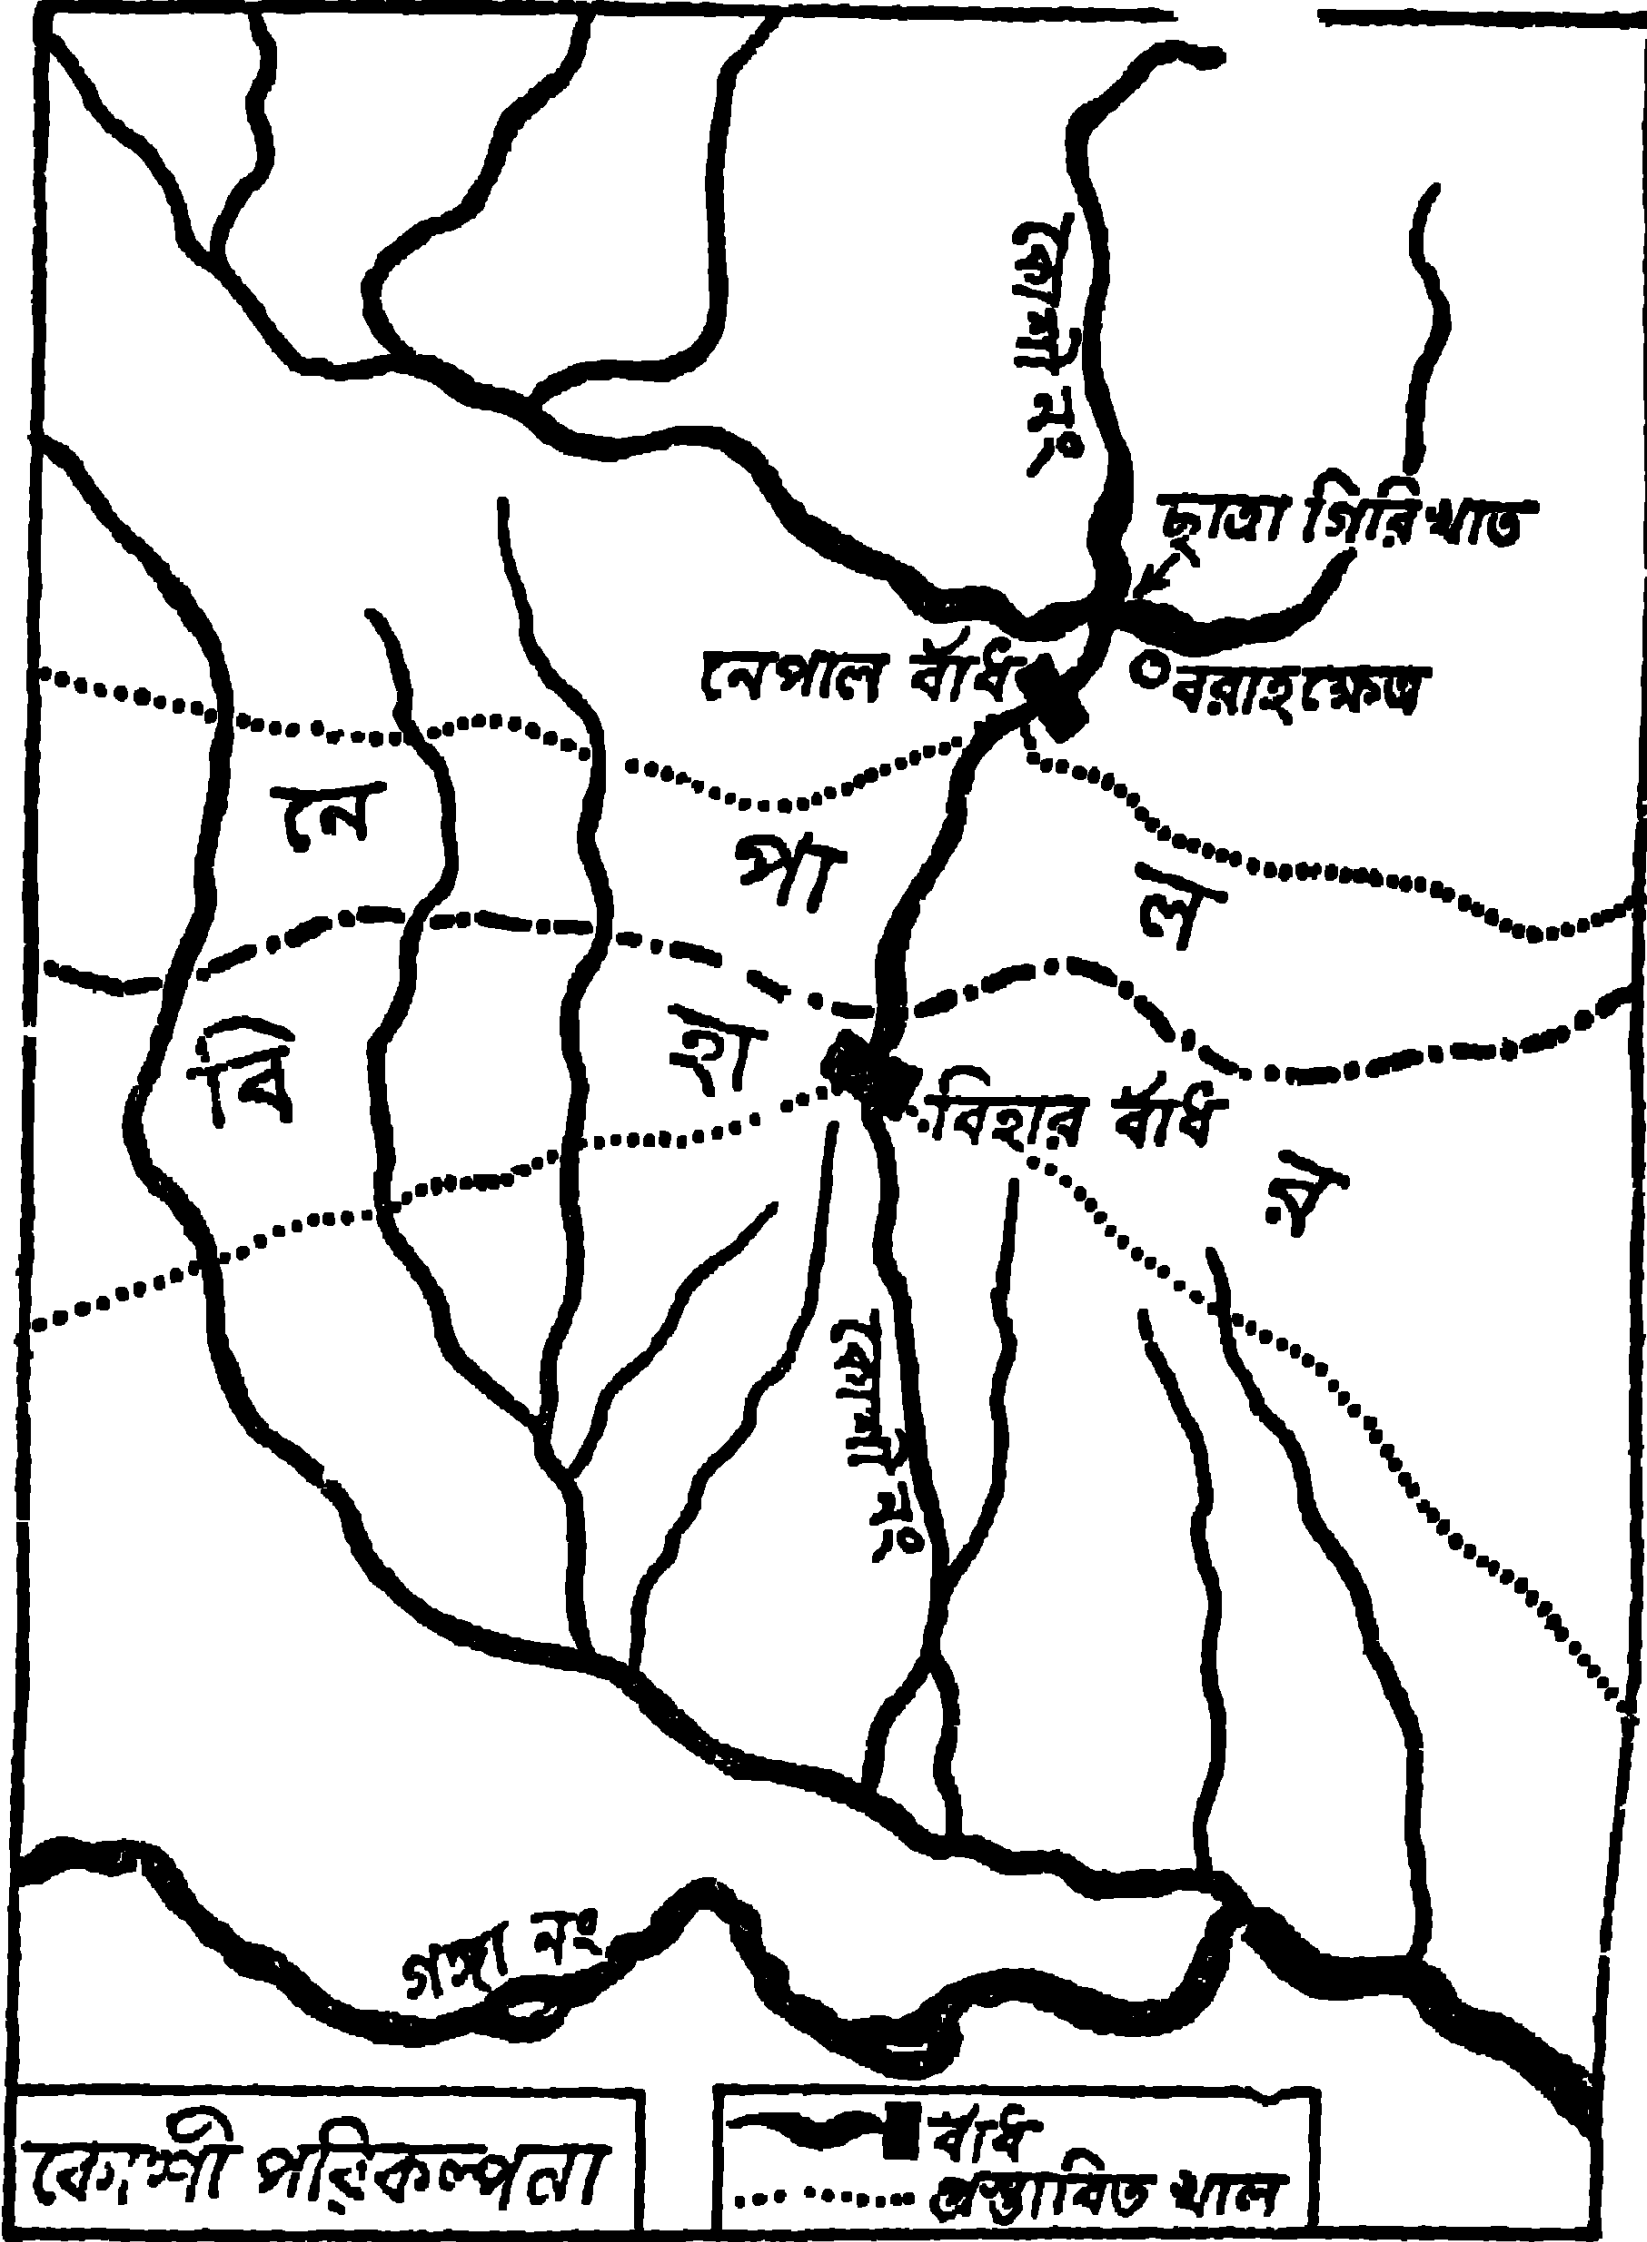 কোশী নং
ছাত্রা গিরিখাত
নেপাল বাঁধ
বরাহক্ষেত্র
নে পা ল
বি হা র
বিহার বাঁধ
কোশী নং
গঙ্গা নং
কোশী পরিকল্পনা
বাঁধ
প্রস্তাবিত খাল